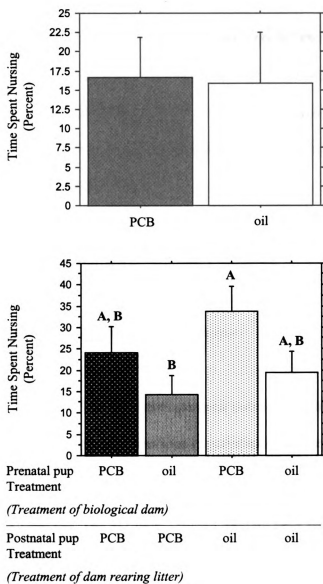 Time Spent Nursing
(Percent)
25
22.5
20
17.5
15
12.5
10
7.5
5
2.5
0
PCB oil
Time Spent Nursing
(Percent)
45
40
35
30
25
20
15
10
5
0
A, B
B
A
A, B
Prenatal pup PCB oil PCB oil
Treatment
(Treatment of biological dam)
Postnatal pup PCB PCB oil oil
Treatment
(Treatment of dam rearing litter)